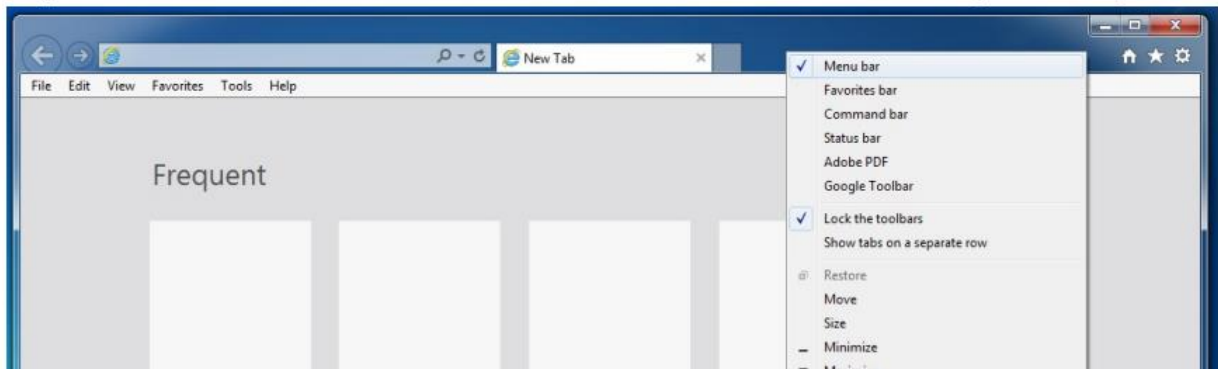 New Tab
File Edit View Favorites Tools Help
Frequent
Menu bar
Favorites bar
Command bar
Status bar
Adobe PDF
Google Toolbar
Lock the toolbars
Show tabs on a separate row
Restore
Move
Size
Minimize